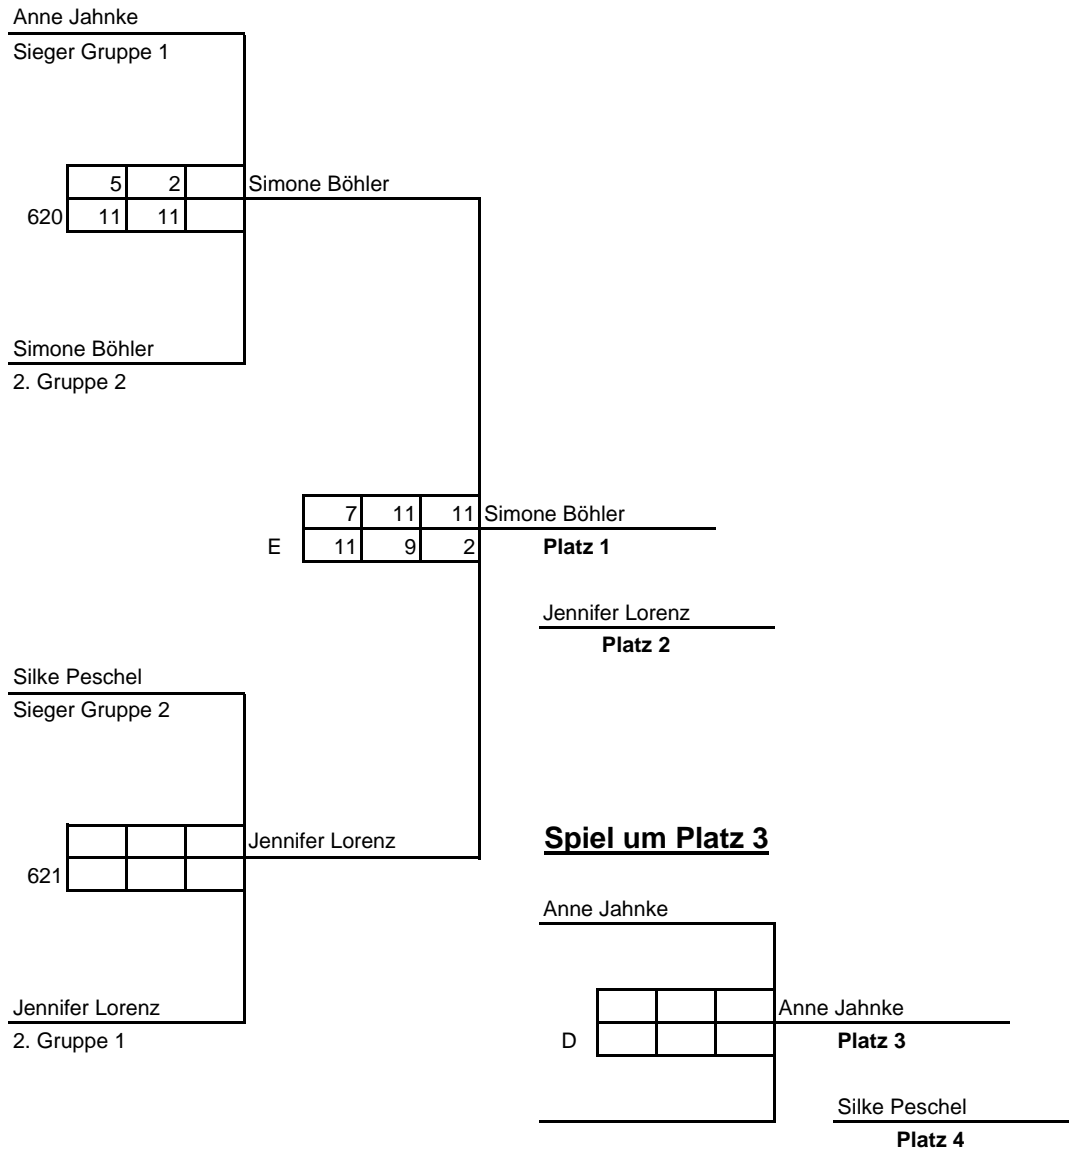 Anne Jahnke
Sieger Gruppe 1
5 2 Simone Böhler
620 11 11
Simone Böhler
2. Gruppe 2
7 11 11 Simone Böhler
E 11 9 2 Platz 1
Jennifer Lorenz
Platz 2
Silke Peschel
Sieger Gruppe 2
Jennifer Lorenz
621
Jennifer Lorenz
2. Gruppe 1
Spiel um Platz 3
Anne Jahnke
Anne Jahnke
D Platz 3
Silke Peschel
Platz 4